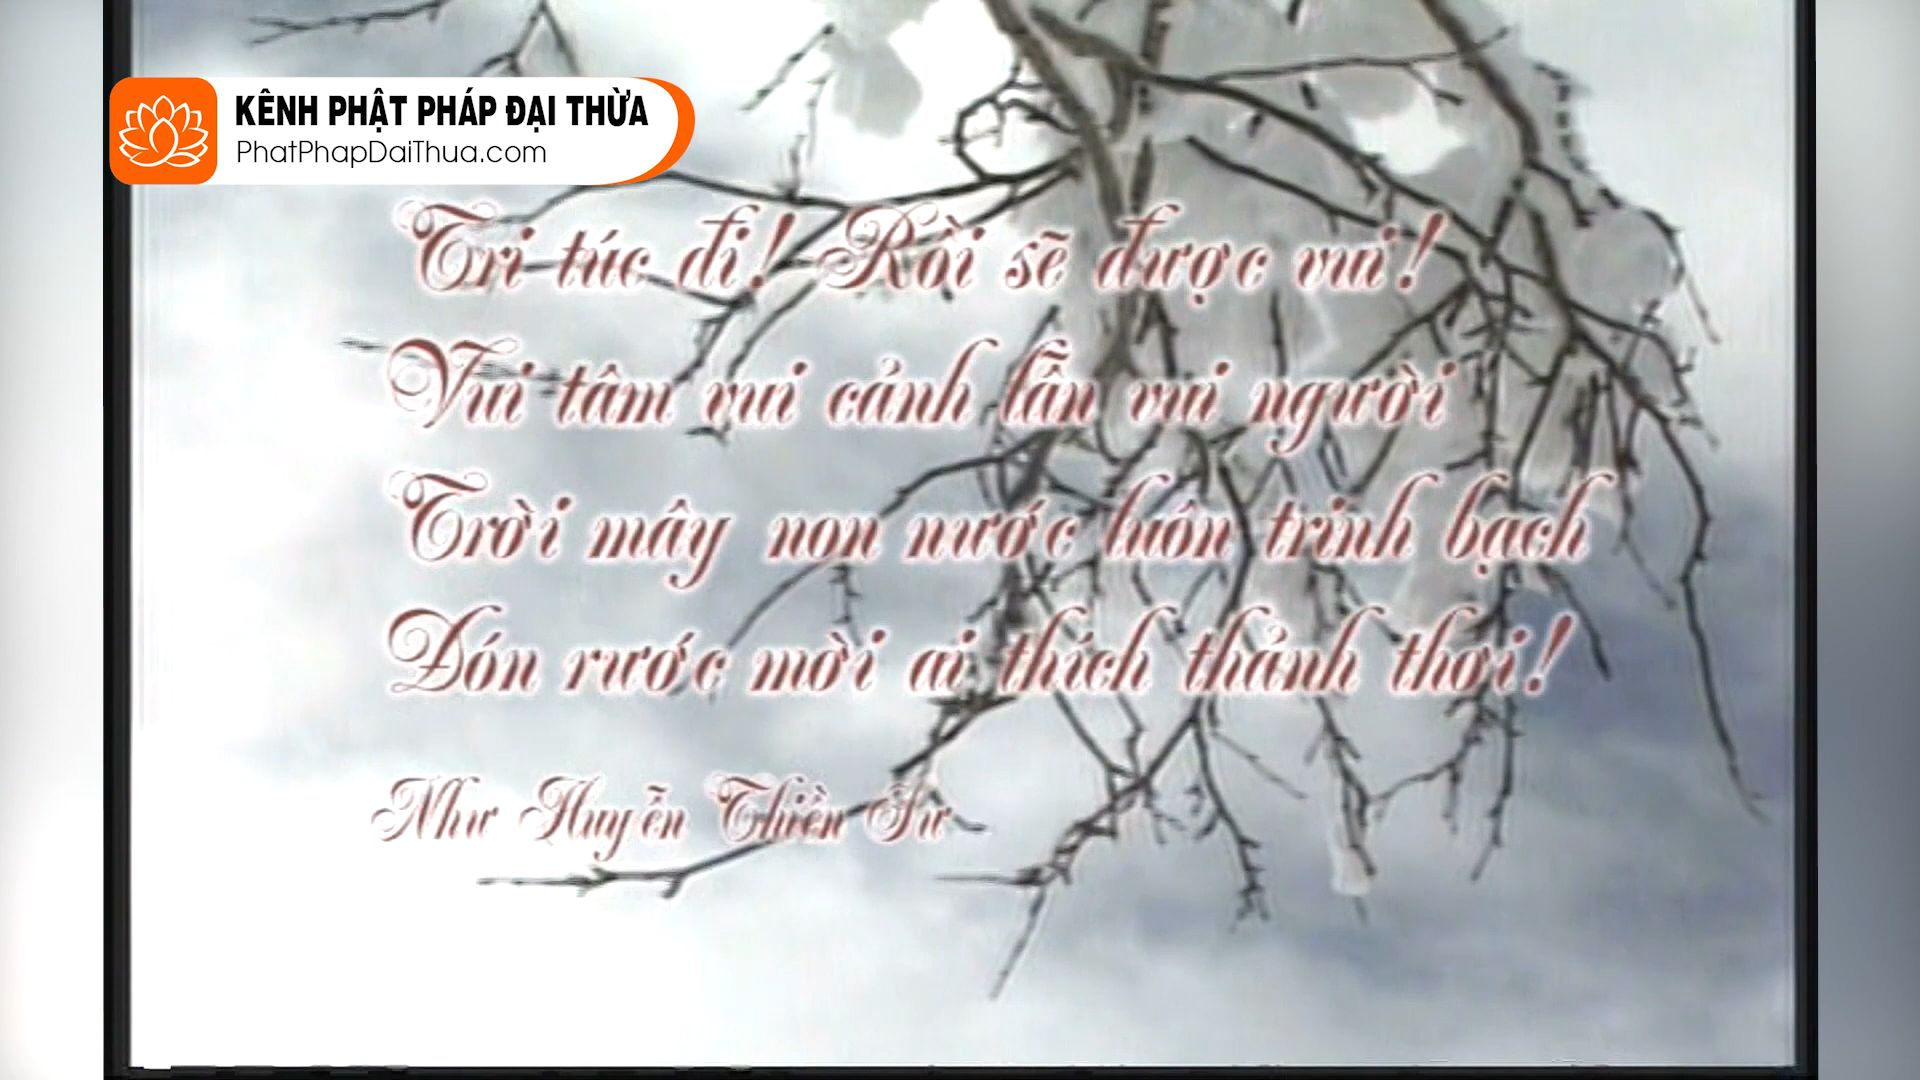 KÊNH PHẬT PHÁP ĐẠI THỪA
PhatPhapDaiThua.com
Tri túc đi! Rồi sẽ được vui!
Vui tâm vui cảnh lẫn vui người
Trời mây non nước luôn trinh bạch
Đón rước mời ai thích thảnh thơi!
Như Huyễn Thiền Sư